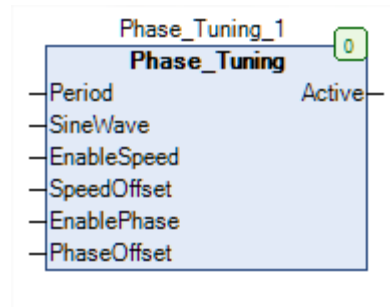 Phase_Tuning_1
0
Phase_Tuning
Period Active
SineWave
EnableSpeed
SpeedOffset
EnablePhase
PhaseOffset